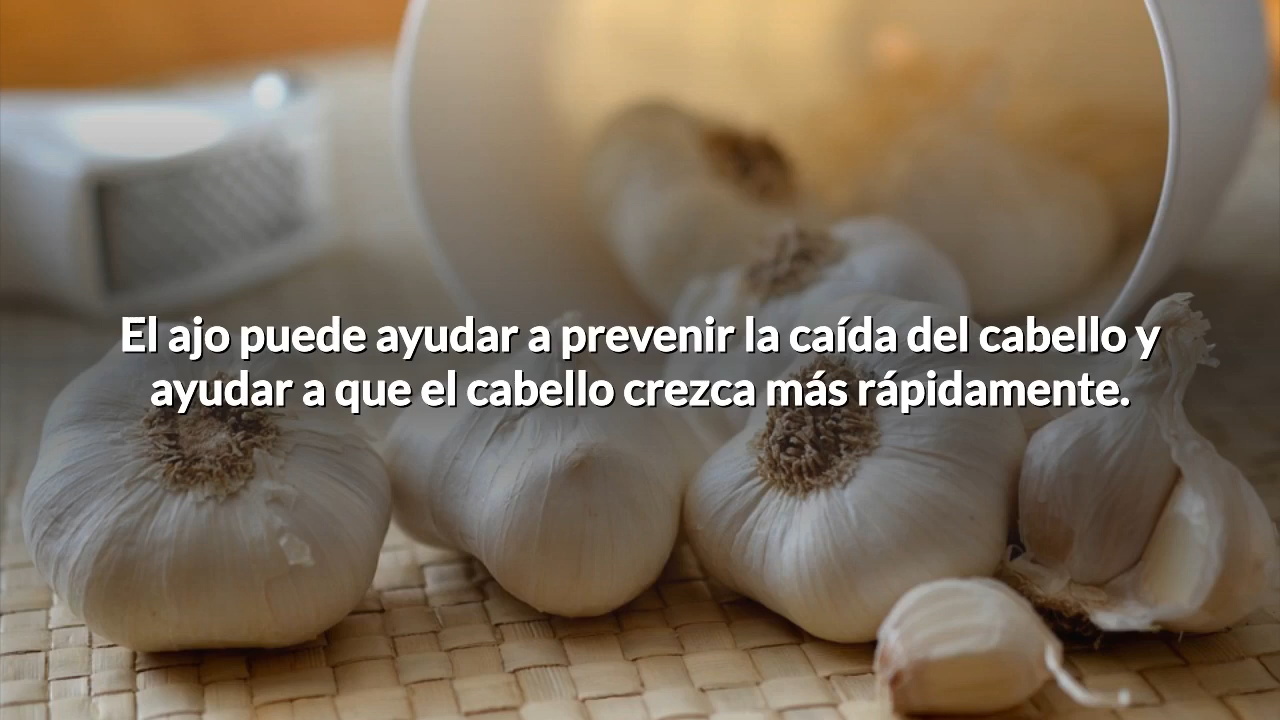 El ajo puede ayudar a prevenir la caída del cabello y
ayudar a que el cabello crezca más rápidamente.